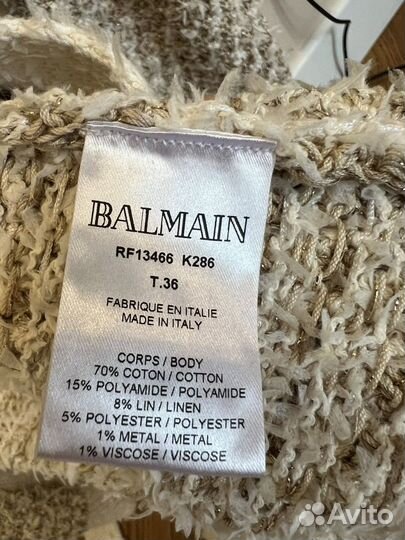 BALMAIN
RF13466 K286
T.36
FABRIQUE EN ITALIE
MADE IN ITALY
CORPS / BODY
70% COTON / COTTON
15% POLYAMIDE / POLYAMIDE
8% LIN / LINEN
5% POLYESTER / POLYESTER
1% METAL / METAL
1% VISCOSE / VISCOSE
Avito